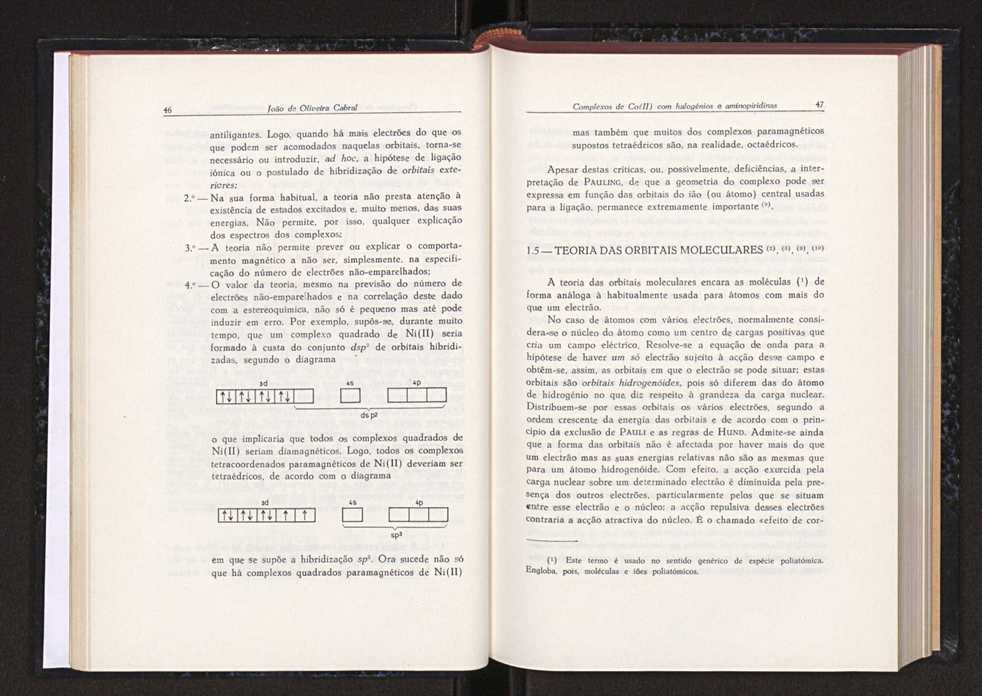 46
João de Oliveira Cabral
antiligantes. Logo, quando há mais electrões do que os
que podem ser acomodados naquelas orbitais, torna-se
necessário ou introduzir, ad hoc, a hipótese de ligação
iónica ou o postulado de hibridização de orbitais exte-
riores;
2.º — Na sua forma habitual, a teoria não presta atenção à
existência de estados excitados e, muito menos, das suas
energias. Não permite, por isso, qualquer explicação
dos espectros dos complexos;
3.º — A teoria não permite prever ou explicar o comporta-
mento magnético a não ser, simplesmente, na especifi-
cação do número de electrões não-emparelhados;
4.º — O valor da teoria, mesmo na previsão do número de
electrões não-emparelhados e na correlação deste dado
com a estereoquímica, não só é pequeno mas até pode
induzir em erro. Por exemplo, supôs-se, durante muito
tempo, que um complexo quadrado de Ni(II) seria
formado à custa do conjunto dsp² de orbitais hibridi-
zadas, segundo o diagrama
3d 4s 4p
↑↓ ↑↓ ↑↓ ↑↓
dsp2
o que implicaria que todos os complexos quadrados de
Ni(II) seriam diamagnéticos. Logo, todos os complexos
tetracoordenados paramagnéticos de Ni(II) deveriam ser
tetraédricos, de acordo com o diagrama
3d 4s 4p
↑↓ ↑↓ ↑↓ ↑ ↑
sp3
em que se supõe a hibridização sp³. Ora sucede não só
que há complexos quadrados paramagnéticos de Ni(II)
Complexos de Co(II) com halogénios e aminopiridinas
47
mas também que muitos dos complexos paramagnéticos
supostos tetraédricos são, na realidade, octaédricos.
Apesar destas críticas, ou, possivelmente, deficiências, a inter-
pretação de PAULING, de que a geometria do complexo pode ser
expressa em função das orbitais do ião (ou átomo) central usadas
para a ligação, permanece extremamente importante (9).
1.5 — TEORIA DAS ORBITAIS MOLECULARES
A teoria das orbitais moleculares encara as moléculas (¹) de
forma análoga à habitualmente usada para átomos com mais do
que um electrão.
No caso de átomos com vários electrões, normalmente consi-
dera-se o núcleo do átomo como um centro de cargas positivas que
cria um campo eléctrico. Resolve-se a equação de onda para a
hipótese de haver um só electrão sujeito à acção desse campo e
obtêm-se, assim, as orbitais em que o electrão se pode situar; estas
orbitais são orbitais hidrogenóides, pois só diferem das do átomo
de hidrogénio no que diz respeito à grandeza da carga nuclear.
Distribuem-se por essas orbitais os vários electrões, segundo a
ordem crescente da energia das orbitais e de acordo com o prin-
cípio da exclusão de PAULI e as regras de HUND. Admite-se ainda
que a forma das orbitais não é afectada por haver mais do que
um electrão mas as suas energias relativas não são as mesmas que
para um átomo hidrogenóide. Com efeito, a acção exercida pela
carga nuclear sobre um determinado electrão é diminuída pela pre-
sença dos outros electrões, particularmente pelos que se situam
entre esse electrão e o núcleo; a acção repulsiva desses electrões
contraria a acção atractiva do núcleo. É o chamado «efeito de cor-
(¹) Este termo é usado no sentido genérico de espécie poliatómica.
Engloba, pois, moléculas e iões poliatómicos.